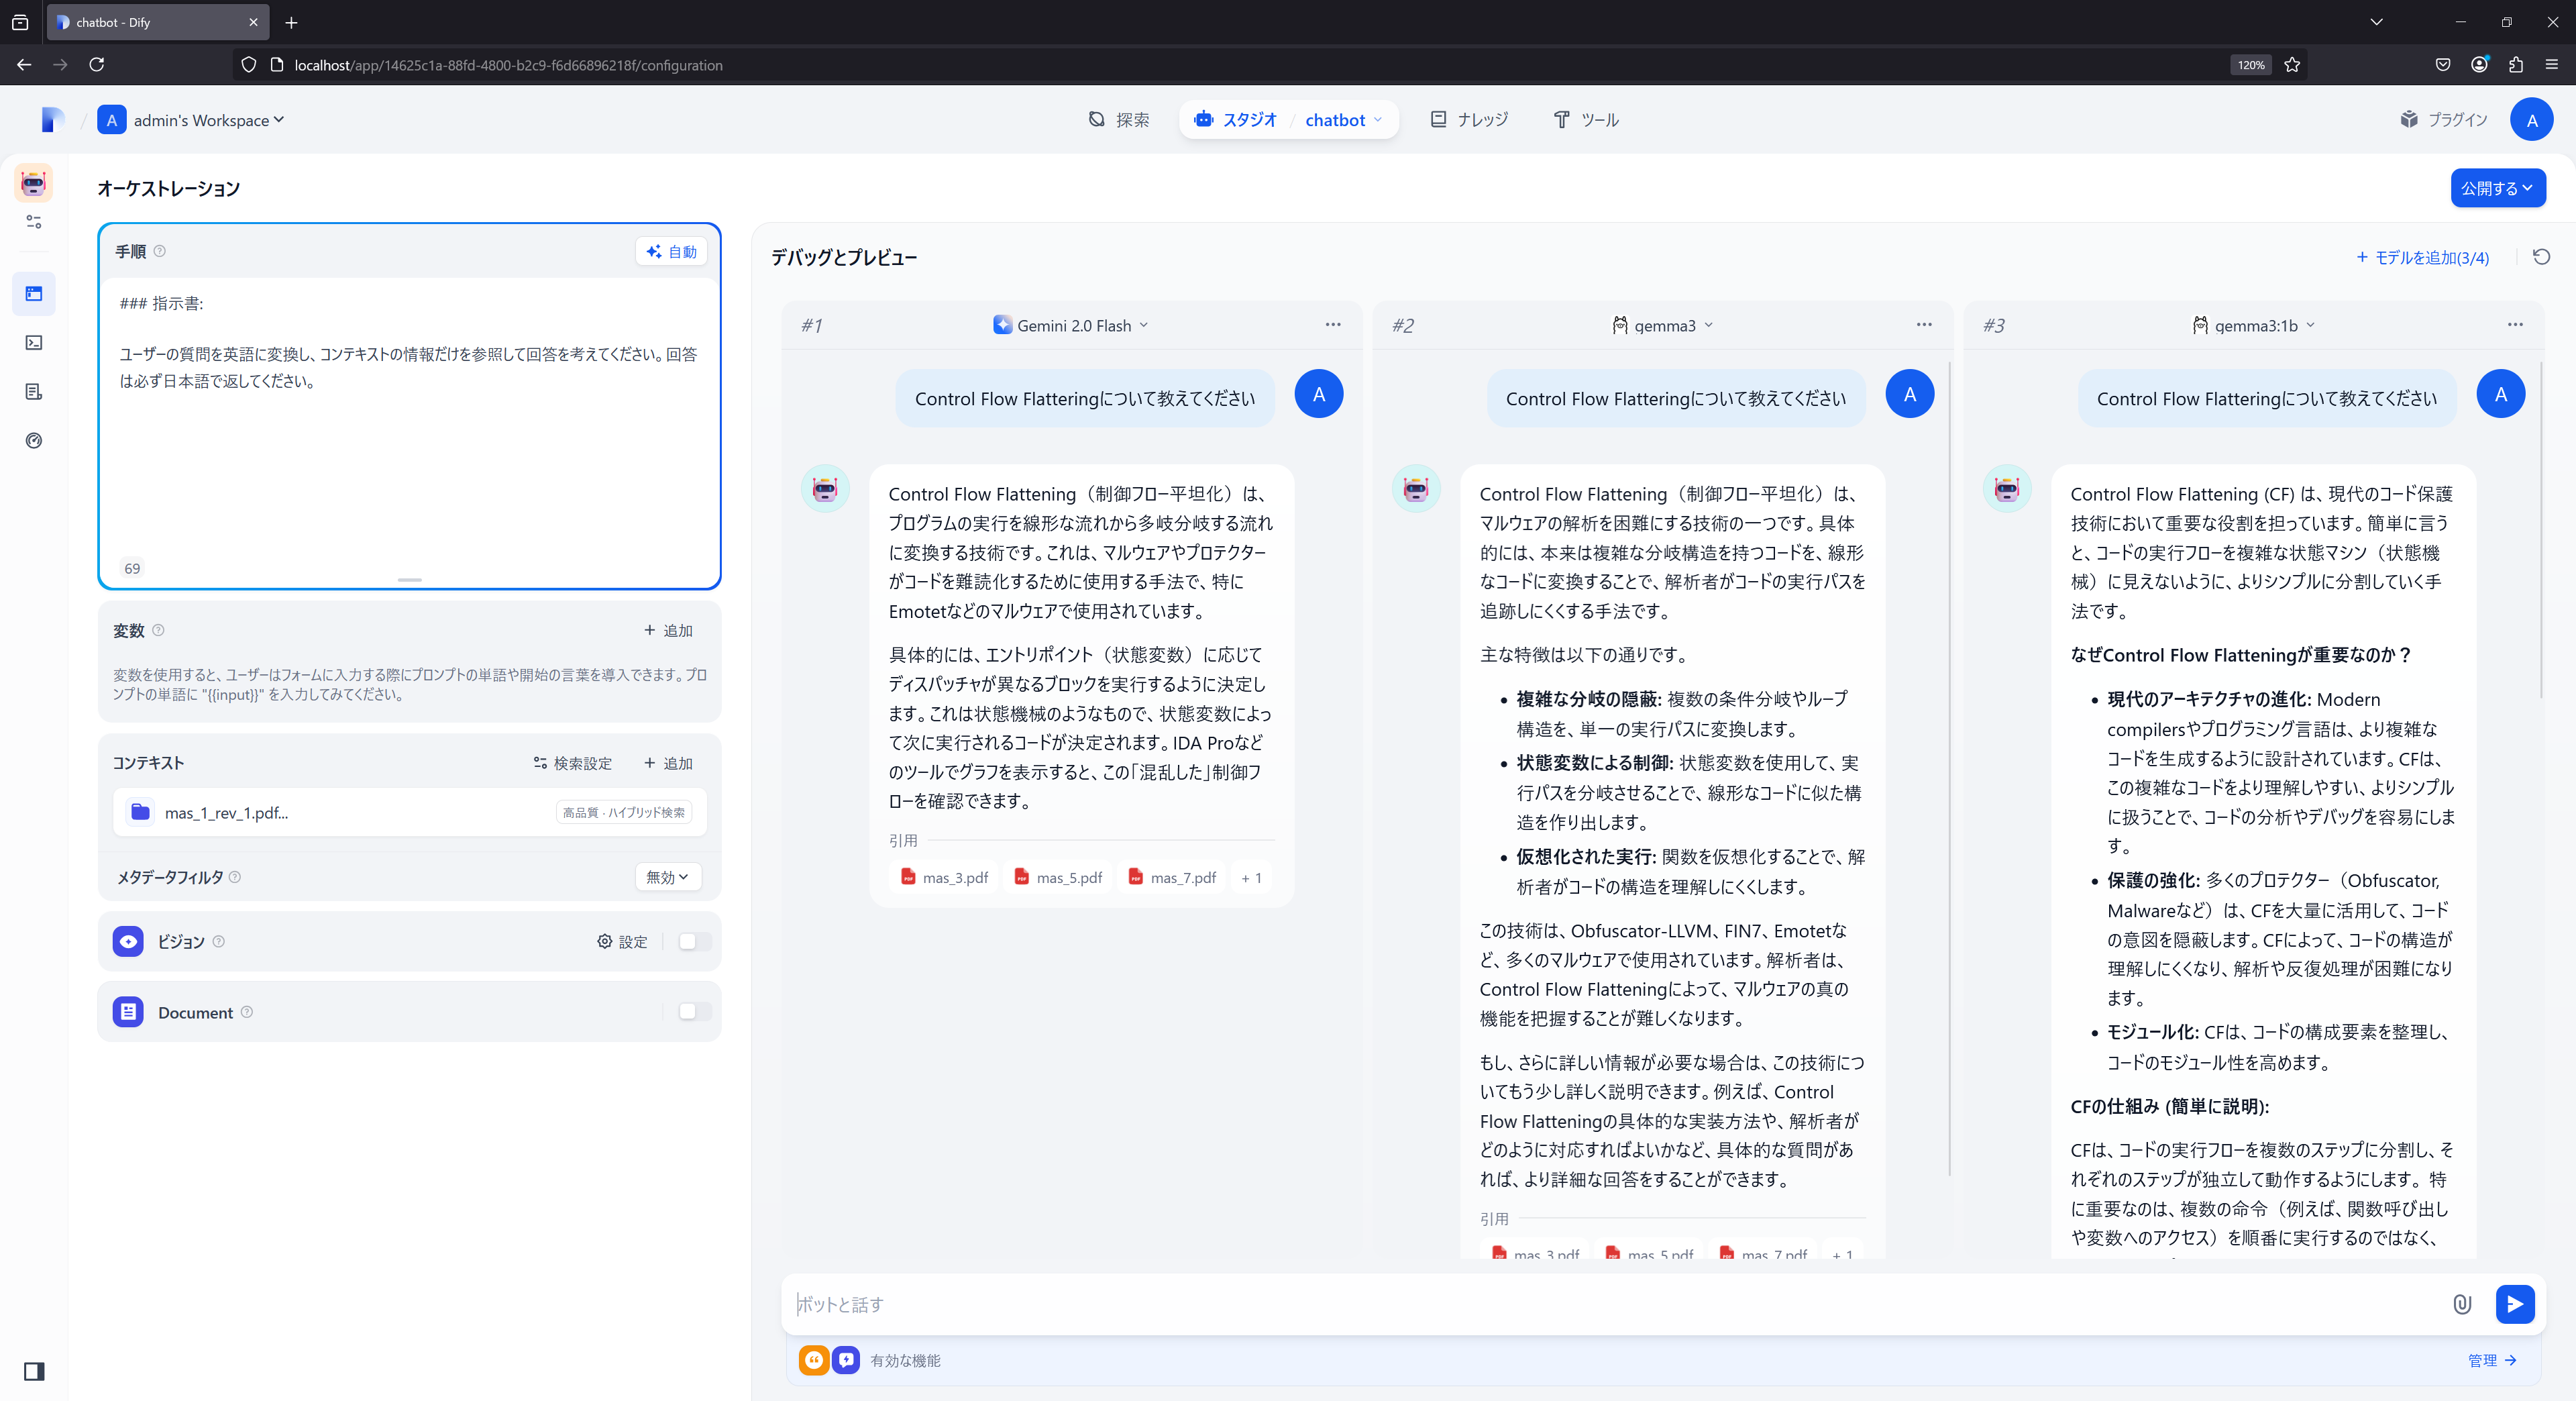 chatbot - Dify
localhost/app/14625c1a-88fd-4800-b2c9-f6d66896218f/configuration
120%
A
admin's Workspace
探索
スタジオ
/
chatbot
ナレッジ
ツール
プラグイン
A
オーケストレーション
公開する
手順
自動
### 指示書:
ユーザーの質問を英語に変換し、コンテキストの情報だけを参照して回答を考えてください。回答
は必ず日本語で返してください。
69
変数
+ 追加
変数を使用すると、ユーザーはフォームに入力する際にプロンプトの単語や開始の言葉を導入できます。プロ
ンプトの単語に "{{input}}" を入力してみてください。
コンテキスト
検索設定
+ 追加
mas_1_rev_1.pdf...
高品質 · ハイブリッド検索
メタデータフィルタ
無効
ビジョン
設定
Document
デバッグとプレビュー
+ モデルを追加(3/4)
#1
Gemini 2.0 Flash
Control Flow Flatteringについて教えてください
A
Control Flow Flattening（制御フロー平坦化）は、
プログラムの実行を線形な流れから多岐分岐する流れ
に変換する技術です。これは、マルウェアやプロテクター
がコードを難読化するために使用する手法で、特に
Emotetなどのマルウェアで使用されています。
具体的には、エントリポイント（状態変数）に応じて
ディスパッチャが異なるブロックを実行するように決定し
ます。これは状態機械のようなもので、状態変数によっ
て次に実行されるコードが決定されます。IDA Proなど
のツールでグラフを表示すると、この「混乱した」制御フ
ローを確認できます。
引用
mas_3.pdf
mas_5.pdf
mas_7.pdf
+ 1
#2
gemma3
Control Flow Flatteringについて教えてください
A
Control Flow Flattening（制御フロー平坦化）は、
マルウェアの解析を困難にする技術の一つです。具体
的には、本来は複雑な分岐構造を持つコードを、線形
なコードに変換することで、解析者がコードの実行パスを
追跡しにくくする手法です。
主な特徴は以下の通りです。
• 複雑な分岐の隠蔽: 複数の条件分岐やループ
構造を、単一の実行パスに変換します。
• 状態変数による制御: 状態変数を使用して、実
行パスを分岐させることで、線形なコードに似た構
造を作り出します。
• 仮想化された実行: 関数を仮想化することで、解
析者がコードの構造を理解しにくくします。
この技術は、Obfuscator-LLVM、FIN7、Emotetな
ど、多くのマルウェアで使用されています。解析者は、
Control Flow Flatteningによって、マルウェアの真の
機能を把握することが難しくなります。
もし、さらに詳しい情報が必要な場合は、この技術につ
いてもう少し詳しく説明できます。例えば、Control
Flow Flatteningの具体的な実装方法や、解析者が
どのように対応すればよいかなど、具体的な質問があ
れば、より詳細な回答をすることができます。
引用
mas_3.pdf
mas_5.pdf
mas_7.pdf
+ 1
#3
gemma3:1b
Control Flow Flatteringについて教えてください
A
Control Flow Flattening (CF) は、現代のコード保護
技術において重要な役割を担っています。簡単に言う
と、コードの実行フローを複雑な状態マシン（状態機
械）に見えないように、よりシンプルに分割していく手
法です。
なぜControl Flow Flatteningが重要なのか？
• 現代のアーキテクチャの進化: Modern
compilersやプログラミング言語は、より複雑な
コードを生成するように設計されています。CFは、
この複雑なコードをより理解しやすい、よりシンプル
に扱うことで、コードの分析やデバッグを容易にしま
す。
• 保護の強化: 多くのプロテクター（Obfuscator,
Malwareなど）は、CFを大量に活用して、コード
の意図を隠蔽します。CFによって、コードの構造が
理解しにくくなり、解析や反復処理が困難になり
ます。
• モジュール化: CFは、コードの構成要素を整理し、
コードのモジュール性を高めます。
CFの仕組み (簡単に説明):
CFは、コードの実行フローを複数のステップに分割し、そ
れぞれのステップが独立して動作するようにします。 特
に重要なのは、複数の命令（例えば、関数呼び出し
や変数へのアクセス）を順番に実行するのではなく、
ボットと話す
有効な機能
管理 →